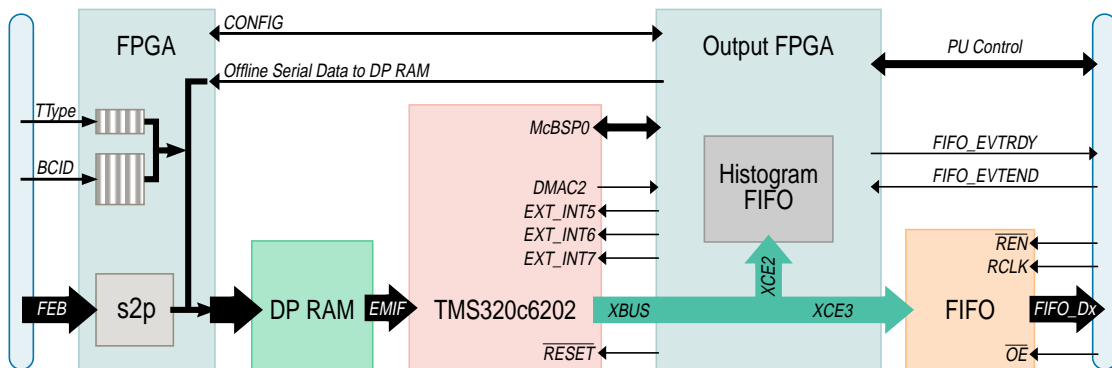 CONFIG
FPGA
Output FPGA
PU Control
Offline Serial Data to DP RAM
TType
McBSP0
FIFO_EVTRDY
BCID
Histogram
FIFO
FIFO_EVTEND
DMAC2
EXT_INT5
EXT_INT6
EXT_INT7
REN
RCLK
XCE2
FEB
s2p
DP RAM
EMIF
TMS320c6202
XBUS
XCE3
FIFO
FIFO_Dx
RESET
OE